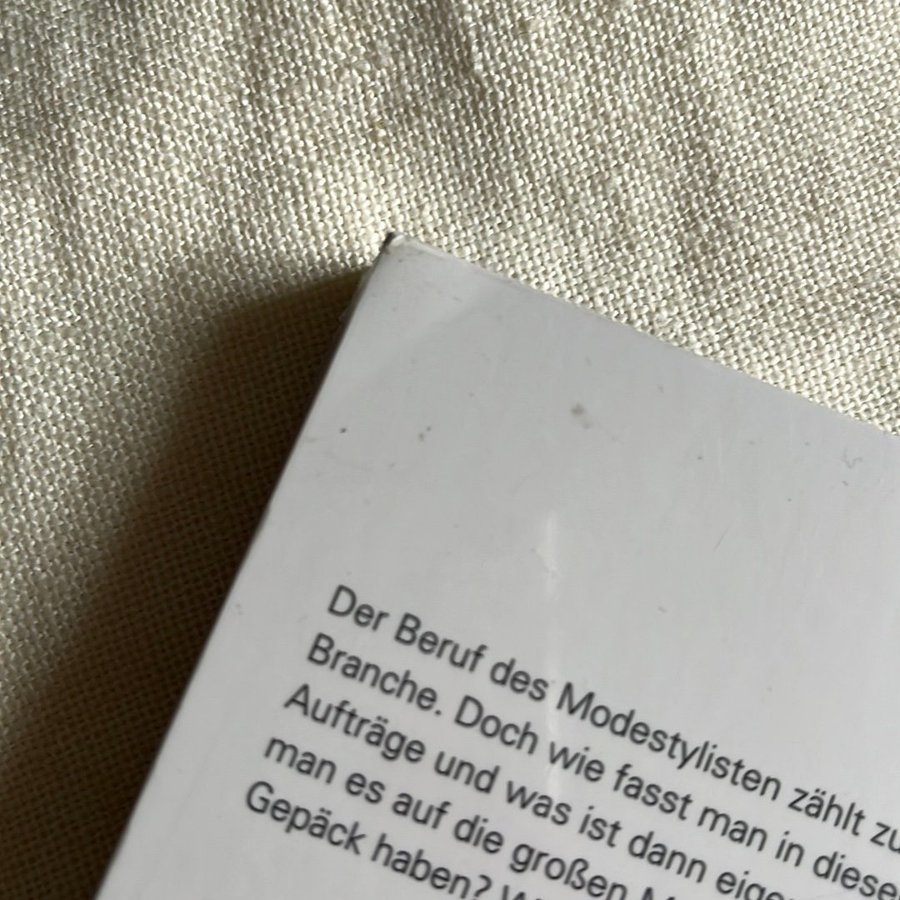 Der Beruf des Modestylisten zählt zu
Branche. Doch wie fasst man in diese
Aufträge und was ist dann eige
man es auf die großen
Gepäck haben?